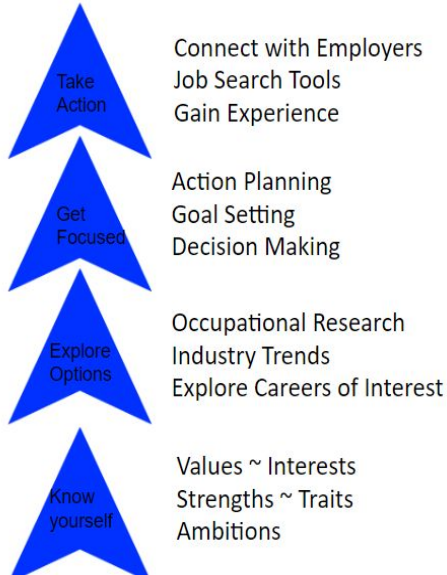 Take
Action
Connect with Employers
Job Search Tools
Gain Experience
Get
Focused
Action Planning
Goal Setting
Decision Making
Explore
Options
Occupational Research
Industry Trends
Explore Careers of Interest
Know
yourself
Values ~ Interests
Strengths ~ Traits
Ambitions